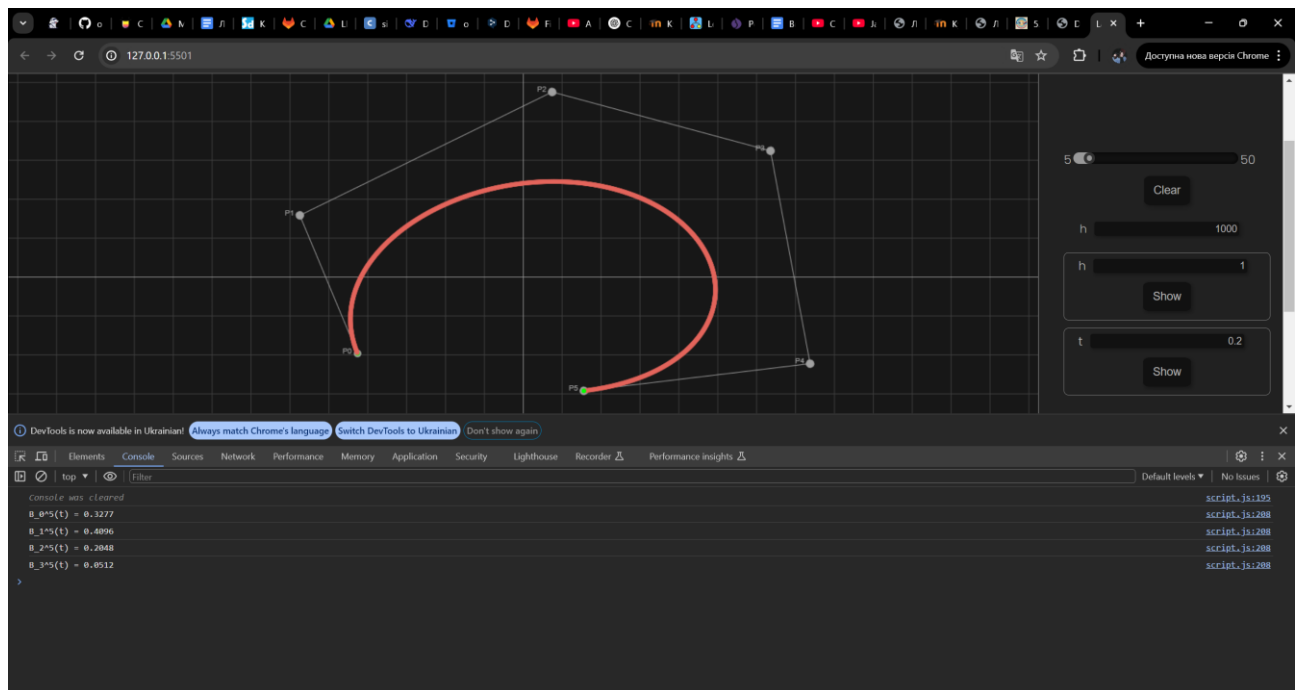 127.0.0.1:5501
Доступна нова версія Chrome
P2
P3
5 50
Clear
P1
h 1000
h 1
Show
t 0.2
P0
P4
Show
P5
DevTools is now available in Ukrainian! Always match Chrome's language Switch DevTools to Ukrainian Don't show again
Elements Console Sources Network Performance Memory Application Security Lighthouse Recorder Performance insights
top Filter Default levels No Issues
Console was cleared script.js:195
B_0^5(t) = 0.3277 script.js:208
B_1^5(t) = 0.4096 script.js:208
B_2^5(t) = 0.2048 script.js:208
B_3^5(t) = 0.0512 script.js:208